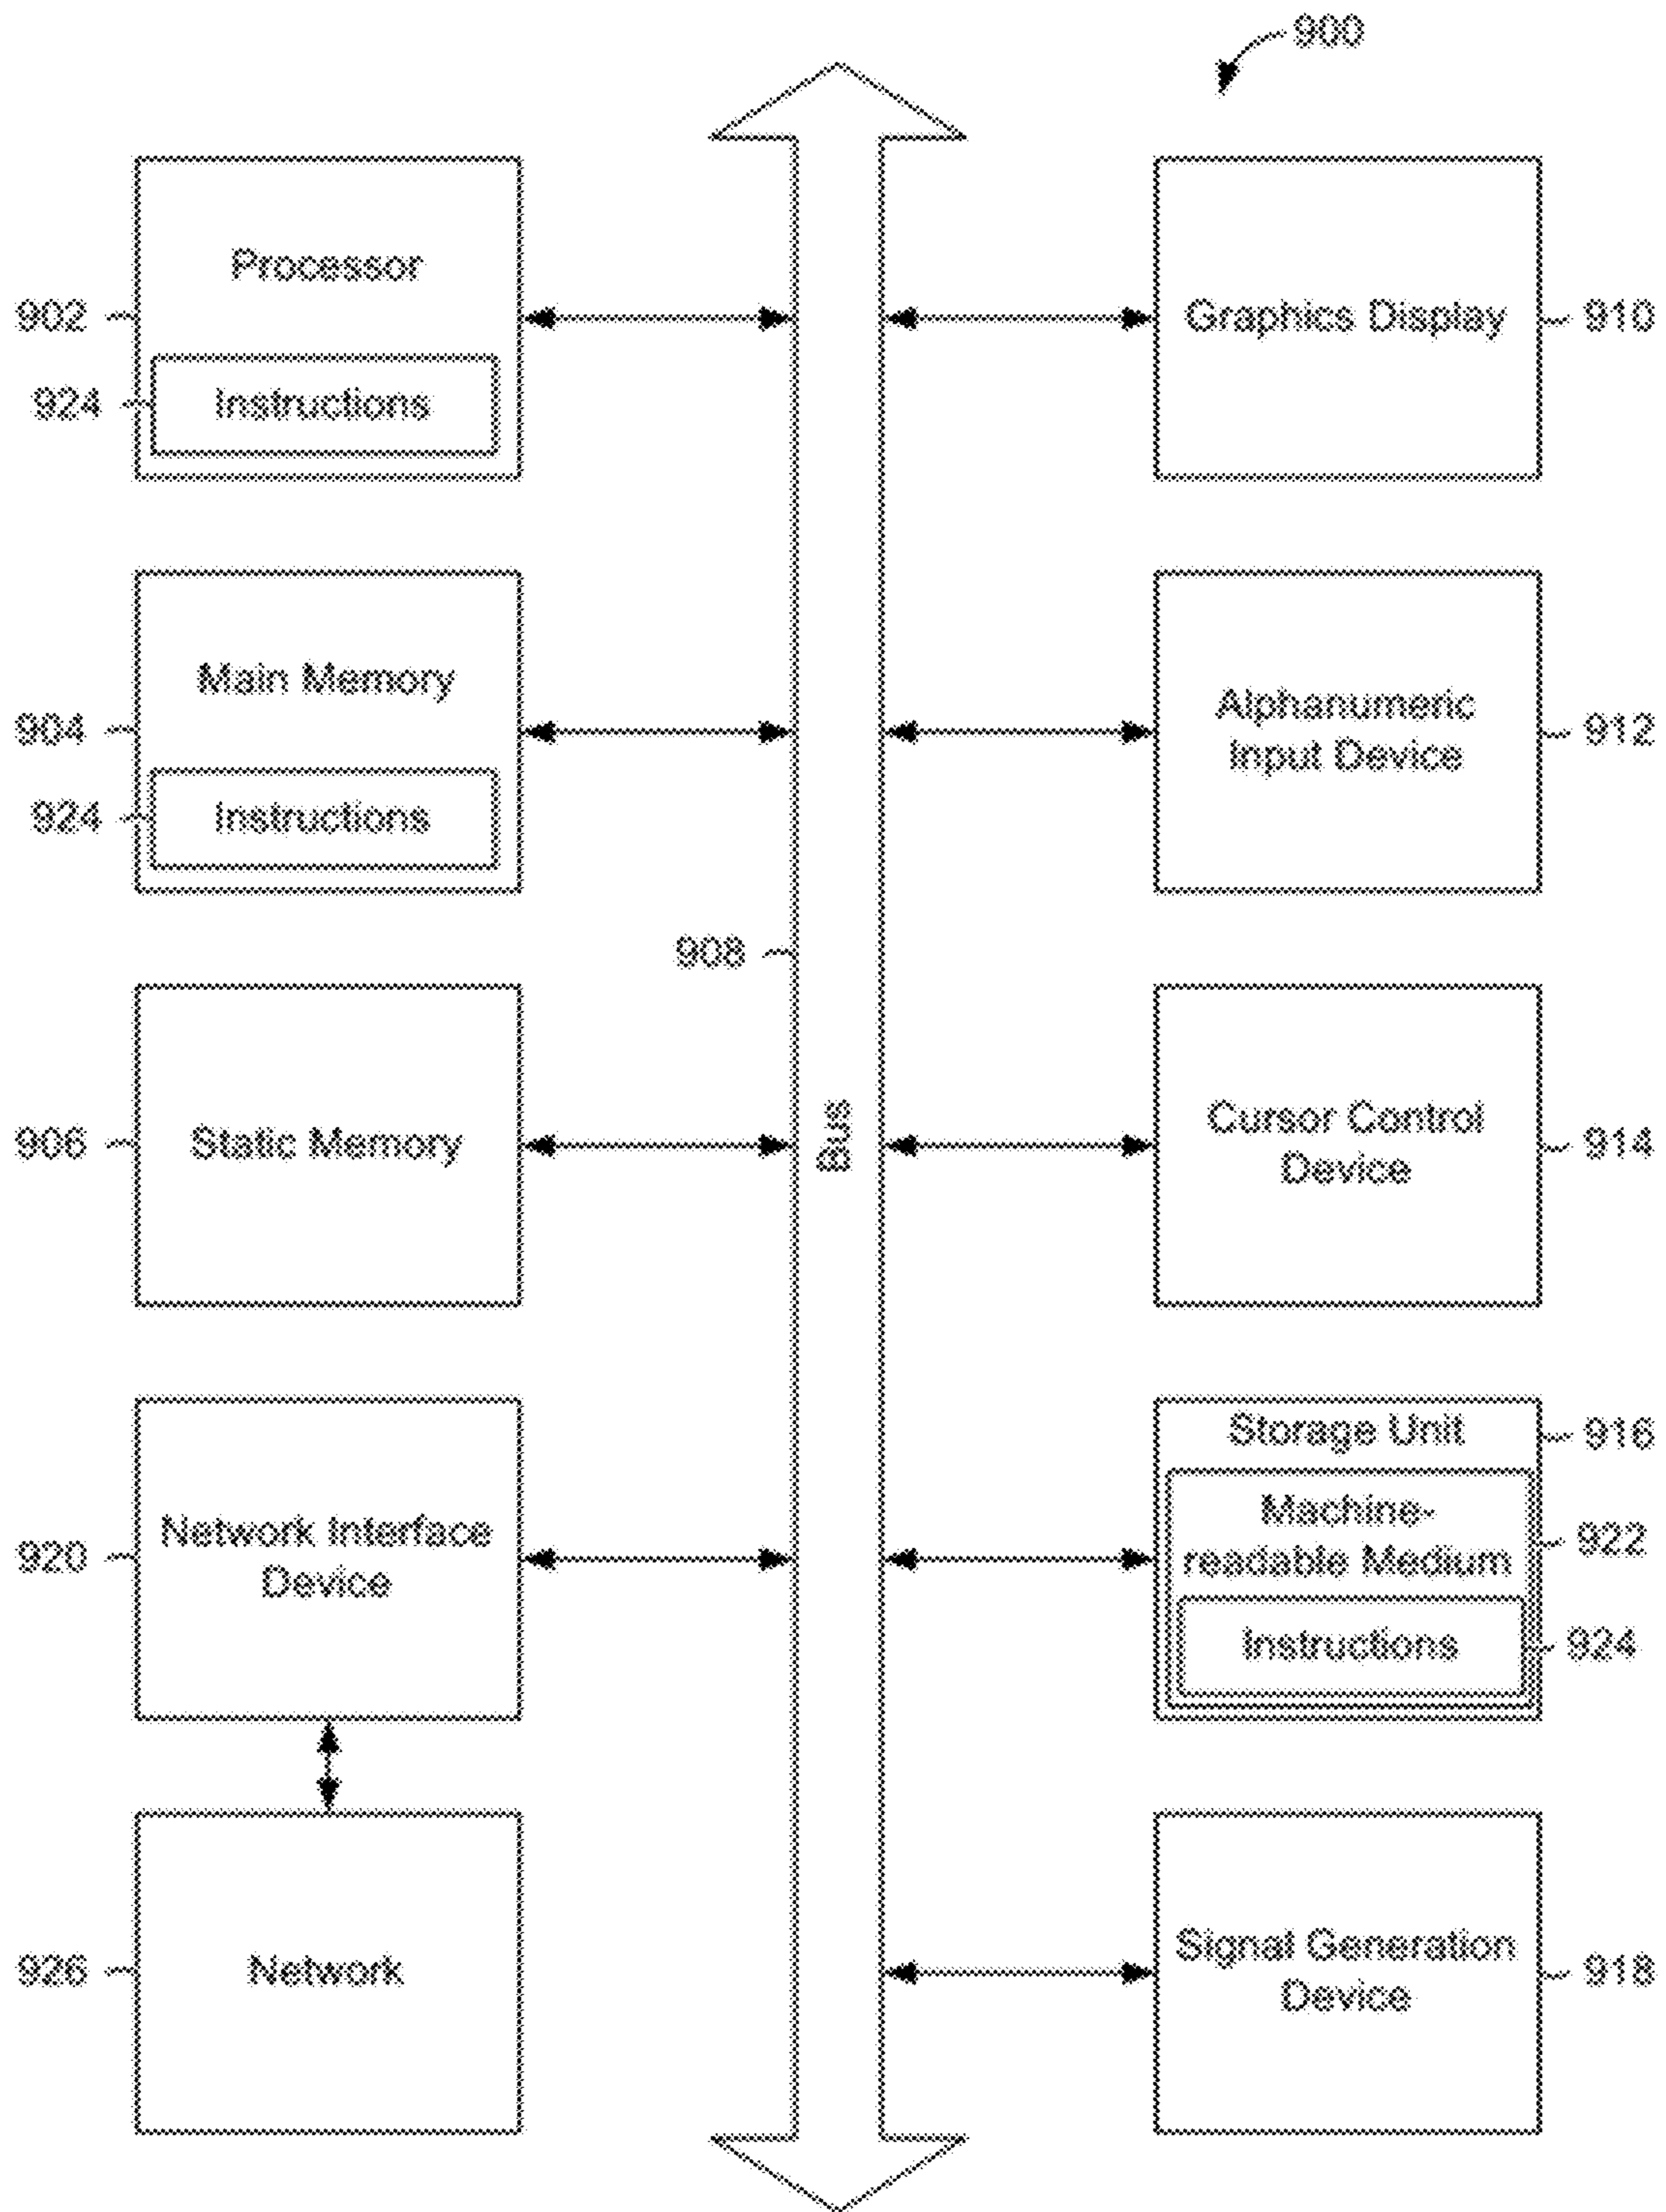 900
Processor
902
924
Instructions
Graphics Display
910
Main Memory
904
924
Instructions
Alphanumeric
Input Device
912
908
Bus
906
Static Memory
Cursor Control
Device
914
920
Network Interface
Device
Storage Unit
916
Machine-
readable Medium
922
Instructions
924
926
Network
Signal Generation
Device
918